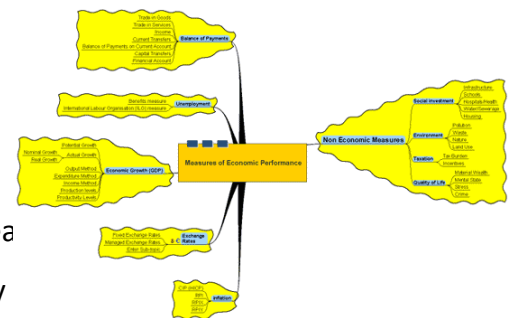 Trade in Goods
Trade in Services
Income
Current Transfers
Balance of Payments on Current Account
Capital Transfers
Financial Account
Balance of Payments
Benefits measure
International Labour Organisation (ILO) measure
Unemployment
Potential Growth
Nominal Growth
Real Growth
Actual Growth
Output Method
Expenditure Method
Income Method
Production levels
Productivity Levels
Economic Growth (GDP)
Fixed Exchange Rates
Managed Exchange Rates
Enter Sub-topic
Exchange
Rates
Inflation
Measures of Economic Performance
Non Economic Measures
Social Investment
Infrastructure
Schools
Hospitals/Health
Water/Sewerage
Housing
Environment
Pollution
Waste
Nature
Land Use
Taxation
Tax Burden
Incentives
Quality of Life
Material Wealth
Mental State
Stress
Crime